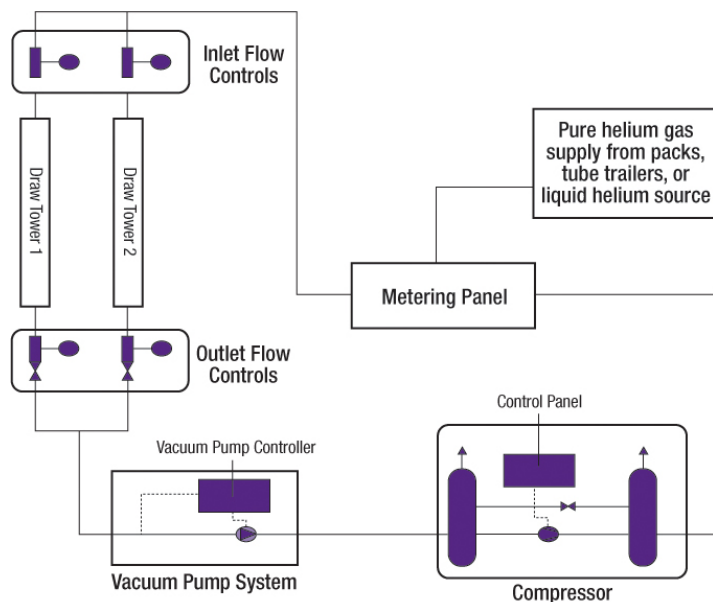 Inlet Flow
Controls
Pure helium gas
supply from packs,
tube trailers, or
liquid helium source
Draw Tower 1
Draw Tower 2
Metering Panel
Outlet Flow
Controls
Control Panel
Vacuum Pump Controller
Vacuum Pump System
Compressor